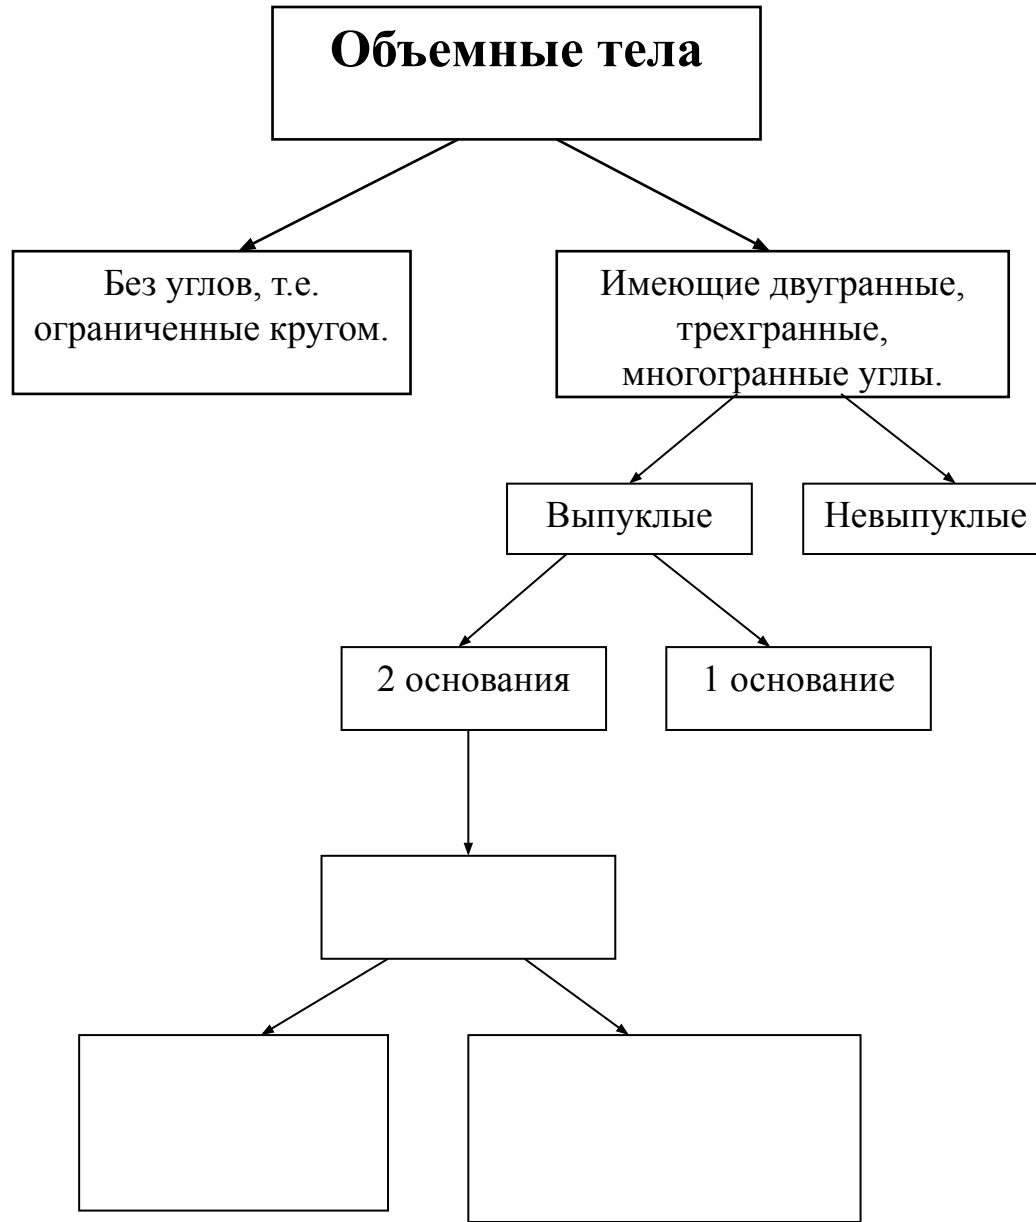 Объемные тела
Без углов, т.е.
ограниченные кругом.
Имеющие двугранные,
трехгранные,
многогранные углы.
Выпуклые
Невыпуклые
2 основания
1 основание